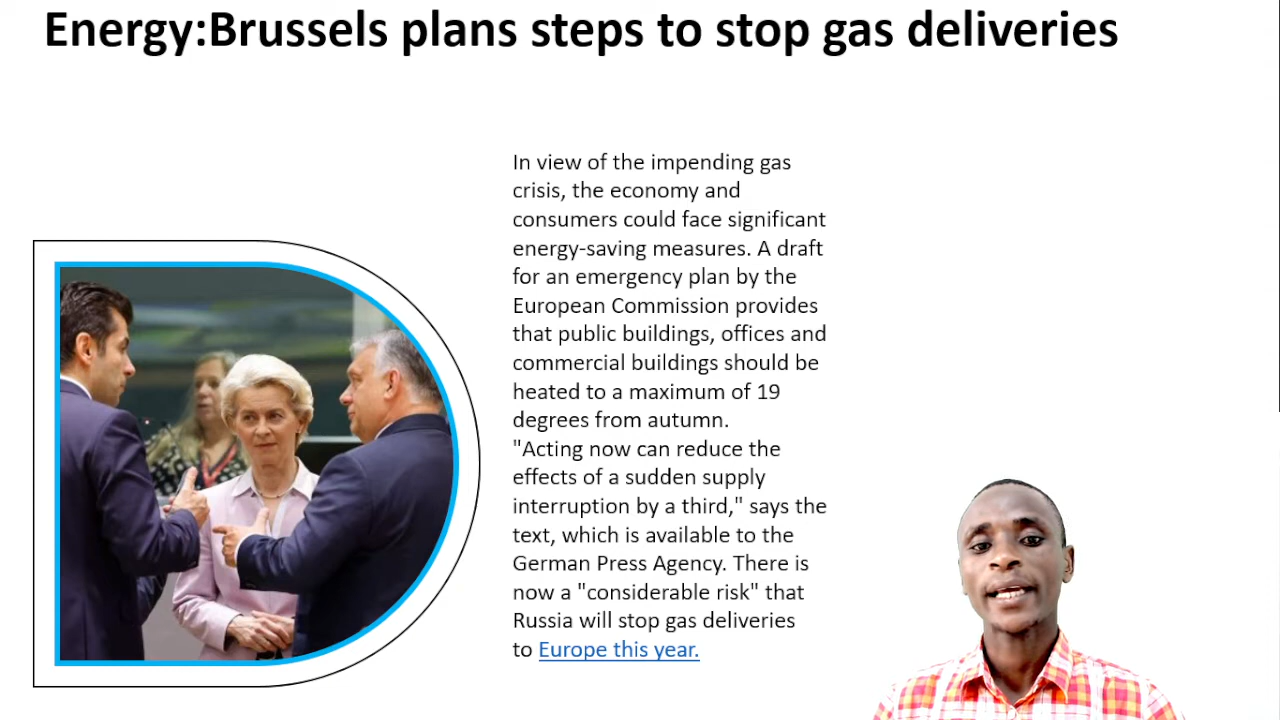 Energy:Brussels plans steps to stop gas deliveries
In view of the impending gas
crisis, the economy and
consumers could face significant
energy-saving measures. A draft
for an emergency plan by the
European Commission provides
that public buildings, offices and
commercial buildings should be
heated to a maximum of 19
degrees from autumn.
"Acting now can reduce the
effects of a sudden supply
interruption by a third," says the
text, which is available to the
German Press Agency. There is
now a "considerable risk" that
Russia will stop gas deliveries
to Europe this year.